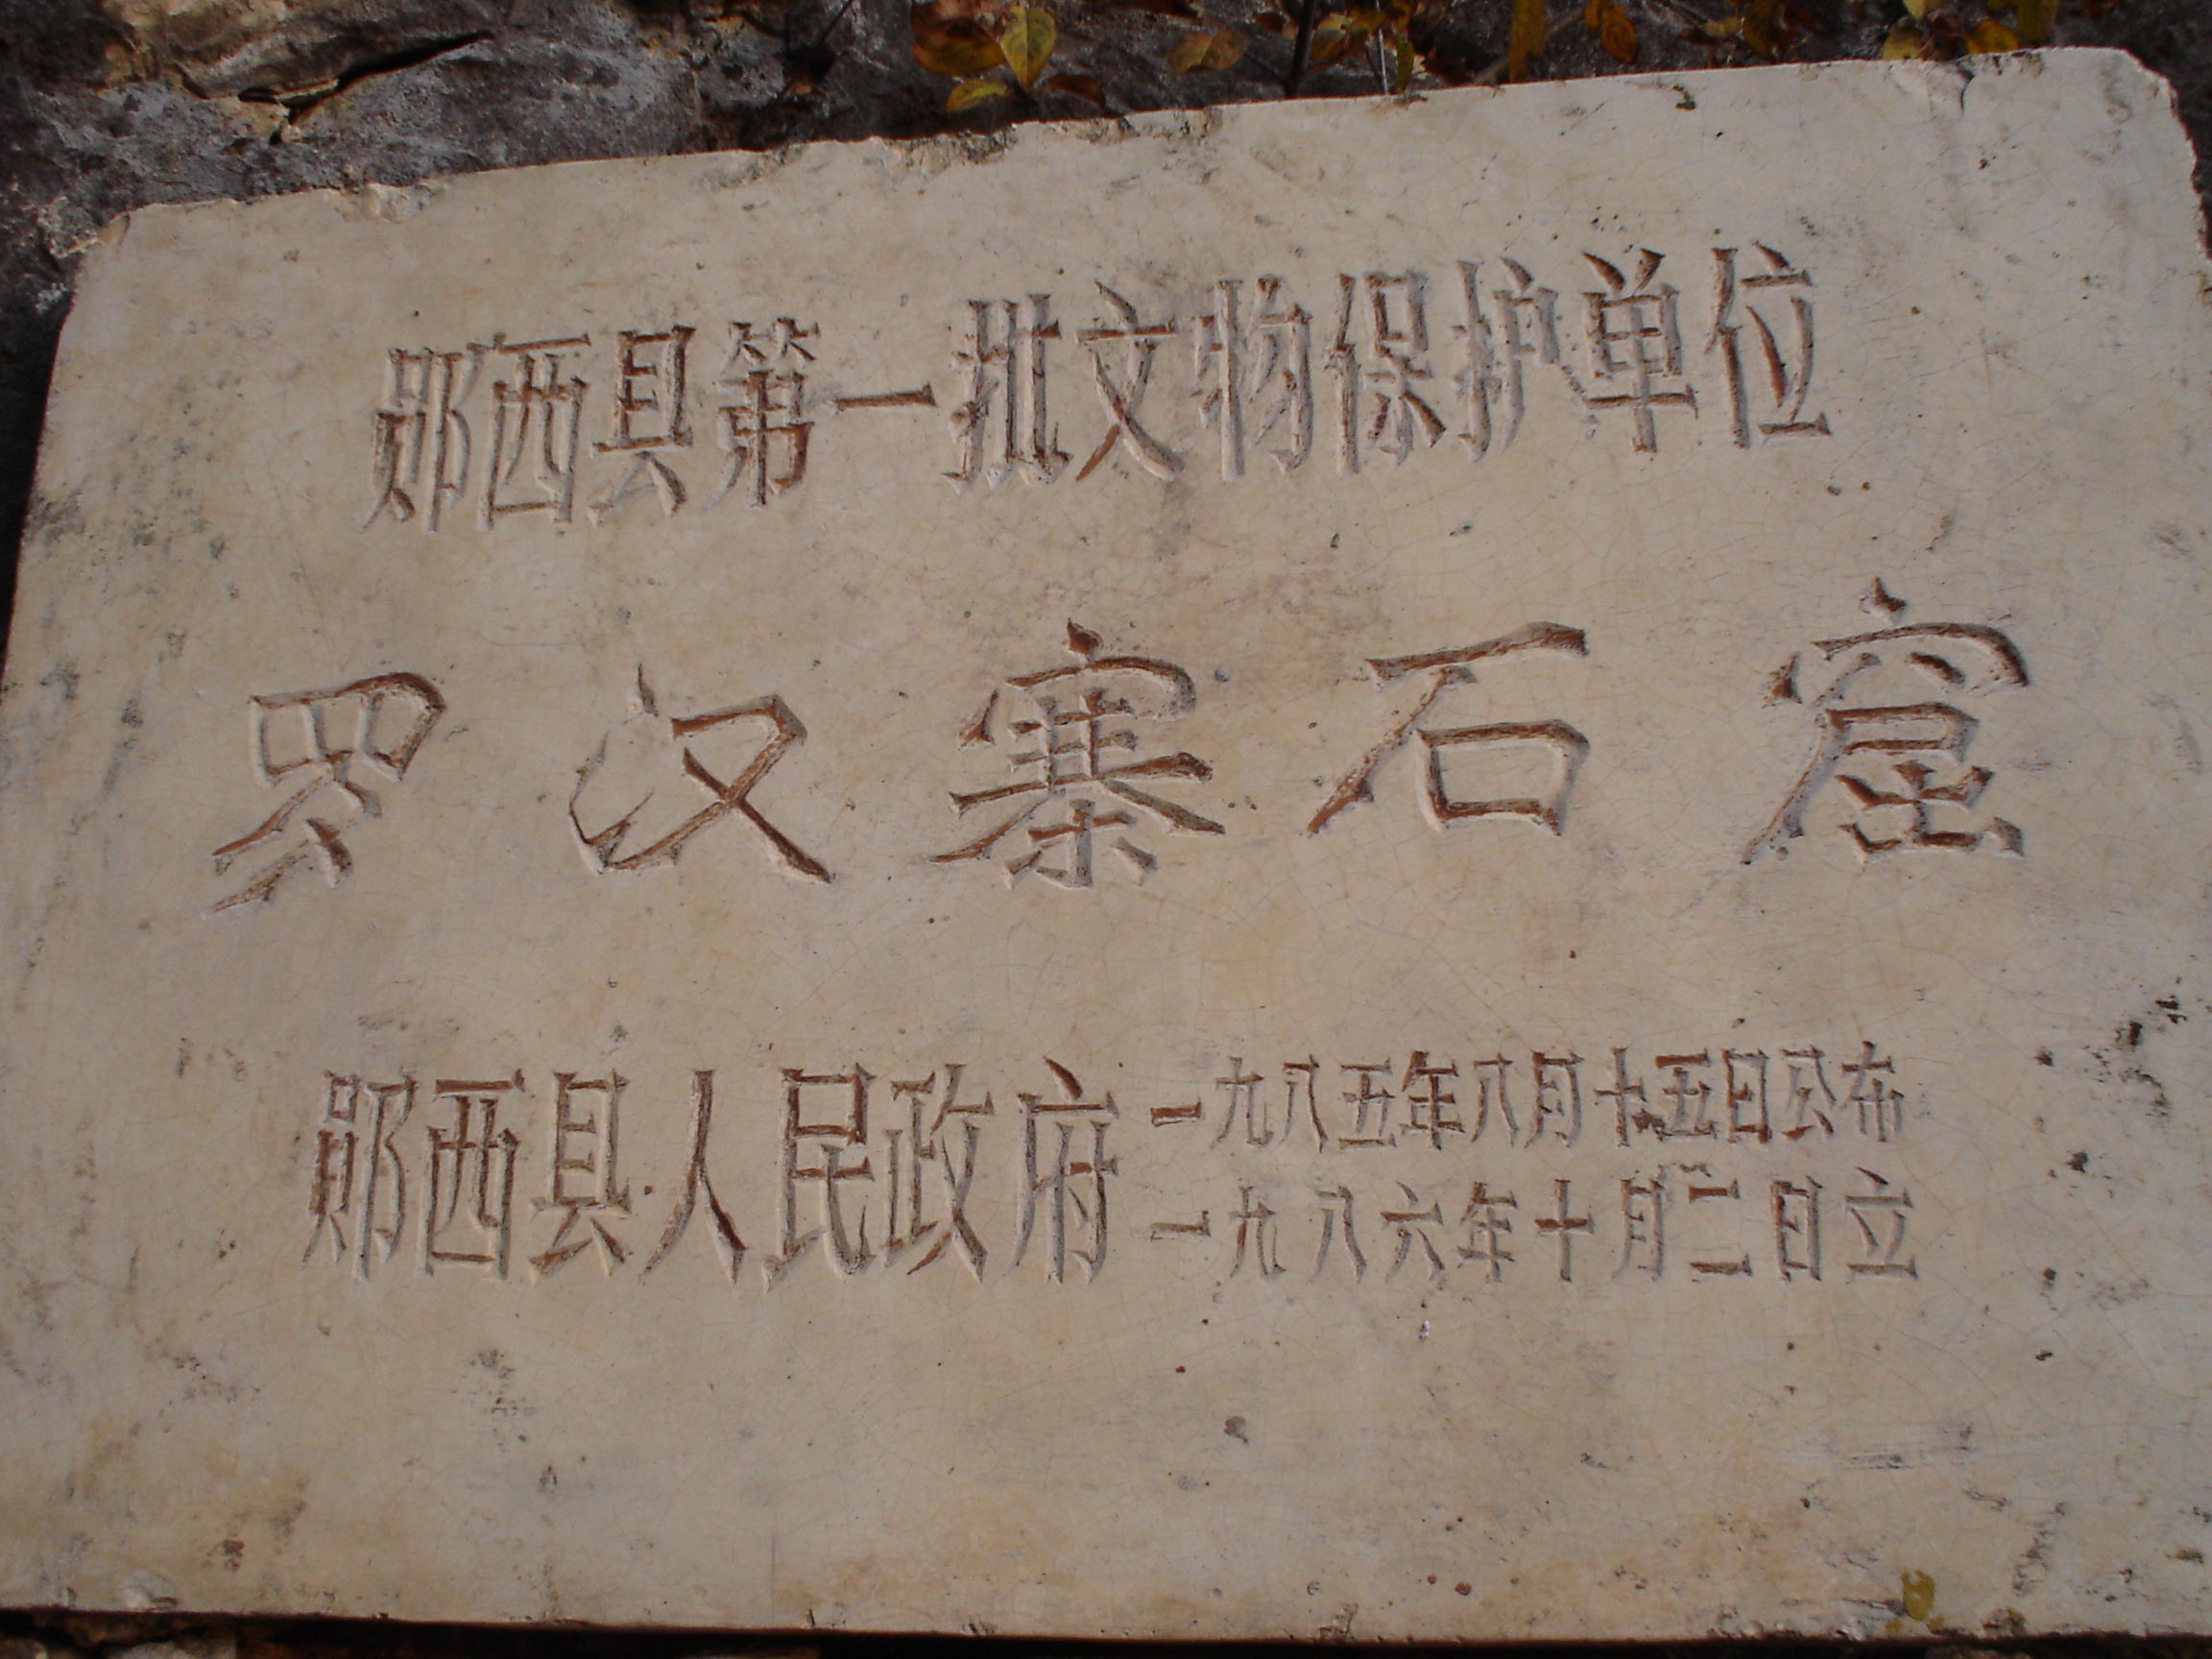 郧西县第一批文物保护单位
罗汉寨石窟
郧西县人民政府
一九八五年八月十五日公布
一九八六年十月二日立